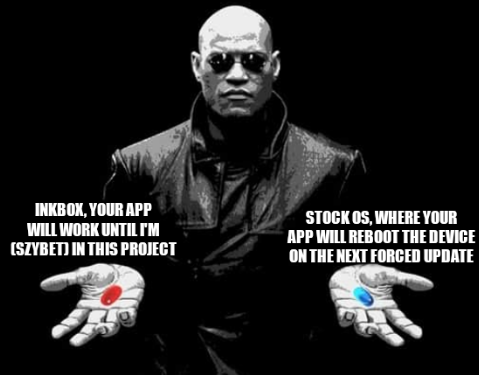 INKBOX, YOUR APP
WILL WORK UNTIL I'M
(SZYBET) IN THIS PROJECT
STOCK OS, WHERE YOUR
APP WILL REBOOT THE DEVICE
ON THE NEXT FORCED UPDATE